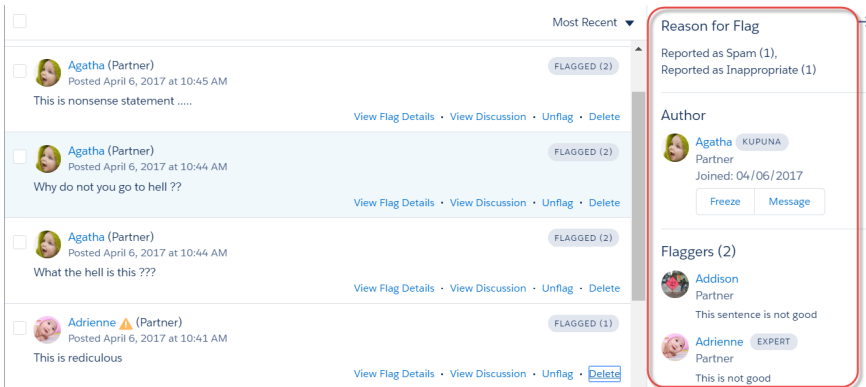 Most Recent
Agatha (Partner)
FLAGGED (2)
Posted April 6, 2017 at 10:45 AM
This is nonsense statement .....
View Flag Details • View Discussion • Unflag • Delete
Agatha (Partner)
FLAGGED (2)
Posted April 6, 2017 at 10:44 AM
Why do not you go to hell ??
View Flag Details • View Discussion • Unflag • Delete
Agatha (Partner)
FLAGGED (2)
Posted April 6, 2017 at 10:44 AM
What the hell is this ???
View Flag Details • View Discussion • Unflag • Delete
Adrienne (Partner)
FLAGGED (1)
Posted April 6, 2017 at 10:41 AM
This is rediculous
View Flag Details • View Discussion • Unflag • Delete
Reason for Flag
Reported as Spam (1),
Reported as Inappropriate (1)
Author
Agatha KUPUNA
Partner
Joined: 04/06/2017
Freeze Message
Flaggers (2)
Addison
Partner
This sentence is not good
Adrienne EXPERT
Partner
This is not good